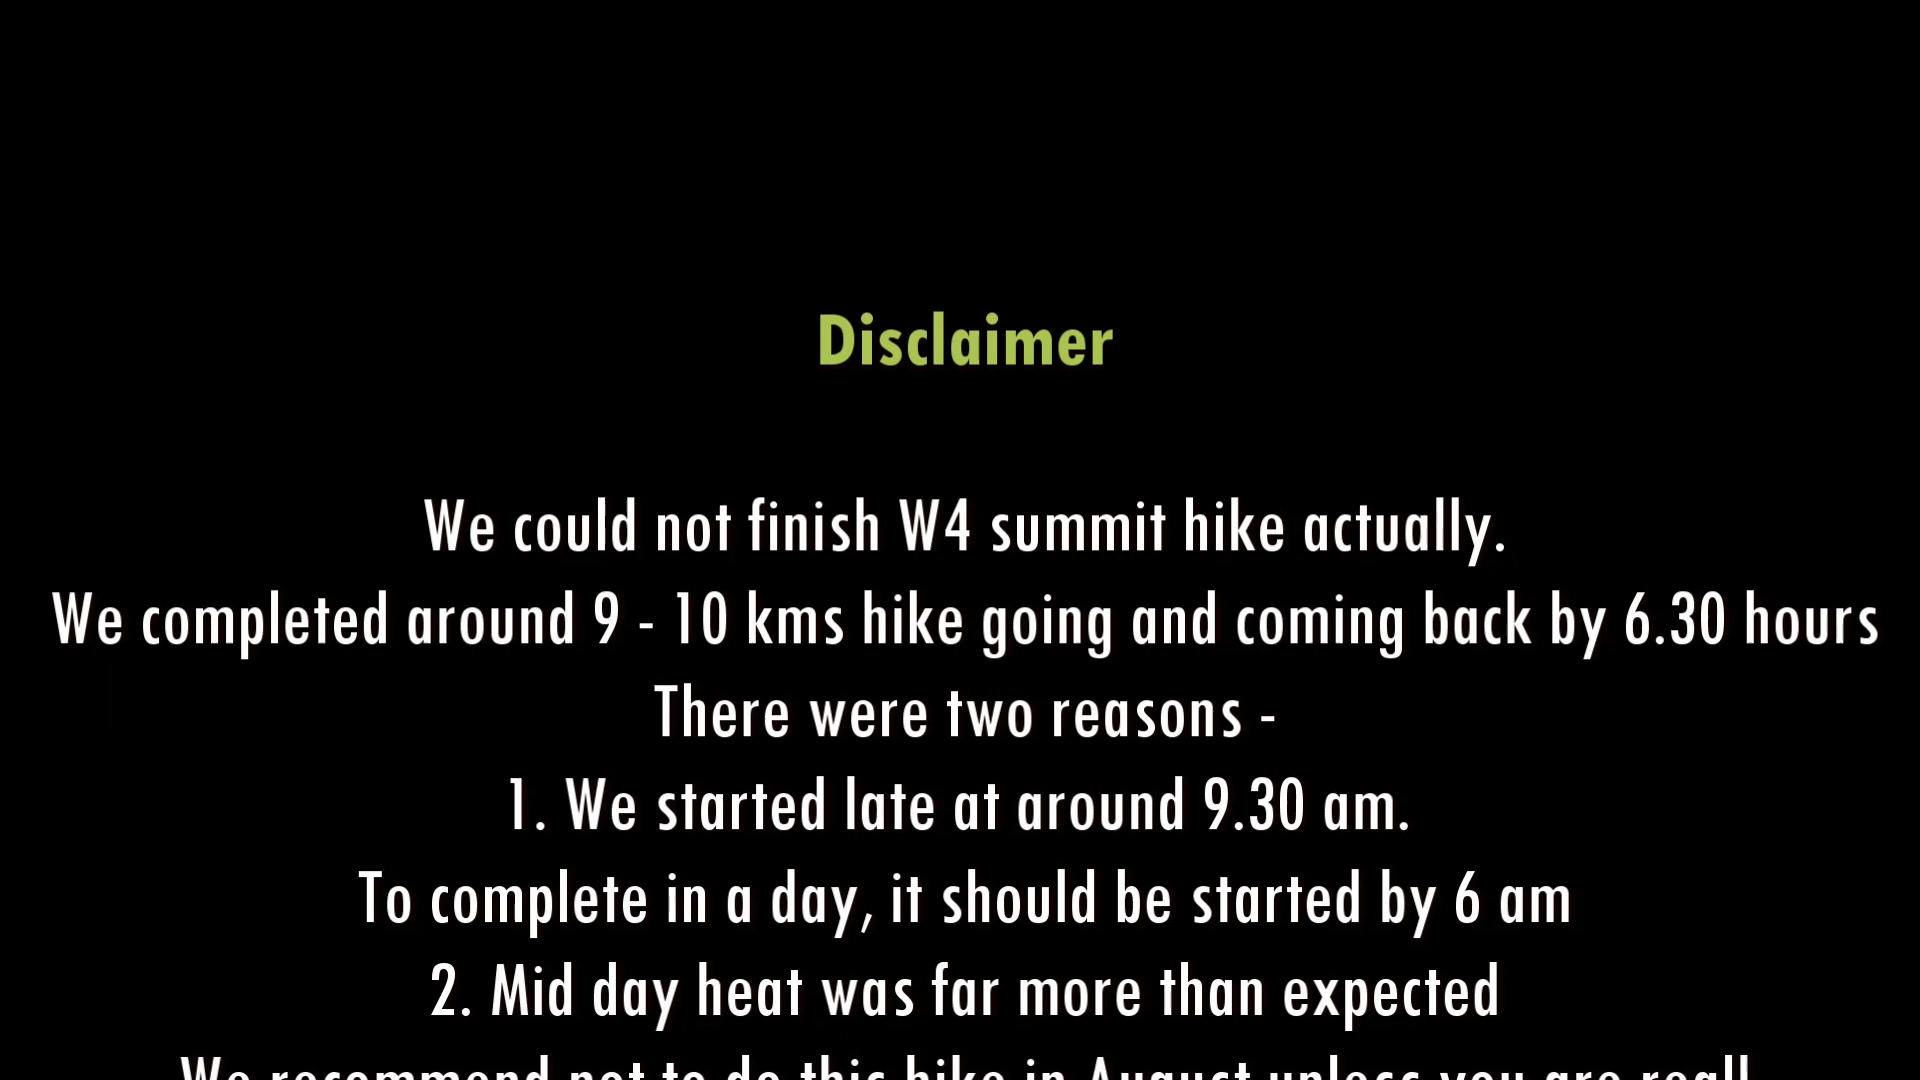 Disclaimer
We could not finish W4 summit hike actually.
We completed around 9 - 10 kms hike going and coming back by 6.30 hours
There were two reasons -
1. We started late at around 9.30 am.
To complete in a day, it should be started by 6 am
2. Mid day heat was far more than expected
We recommend not to do this hike in August unless you are reall